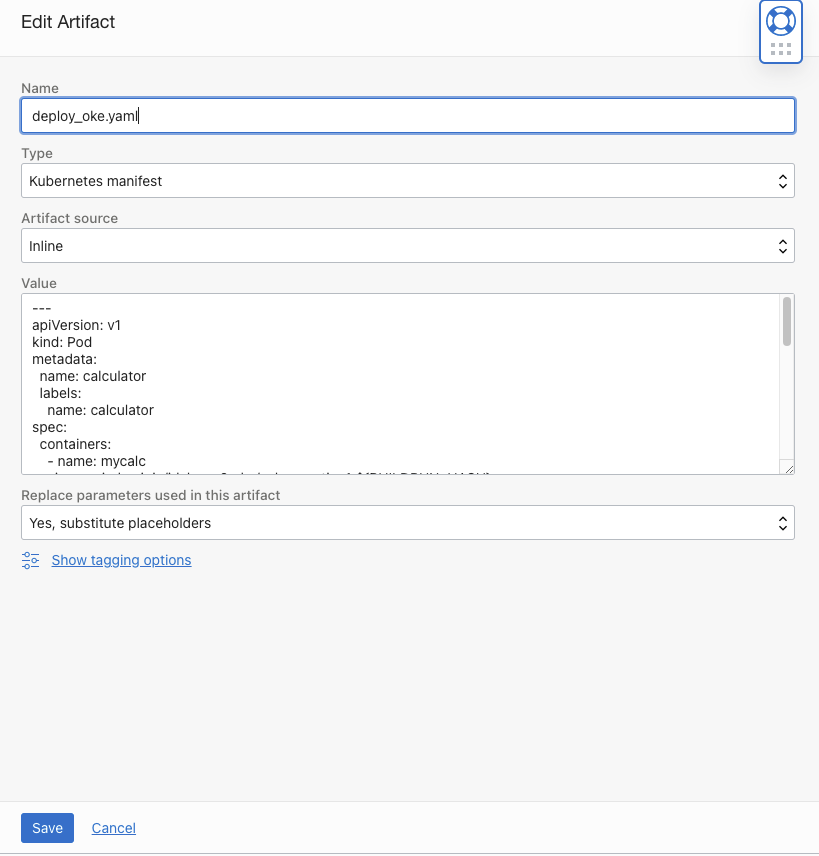 Edit Artifact
Name
deploy_oke.yaml
Type
Kubernetes manifest
Artifact source
Inline
Value
---
apiVersion: v1
kind: Pod
metadata:
  name: calculator
  labels:
    name: calculator
spec:
  containers:
    - name: mycalc
Replace parameters used in this artifact
Yes, substitute placeholders
Show tagging options
Save
Cancel